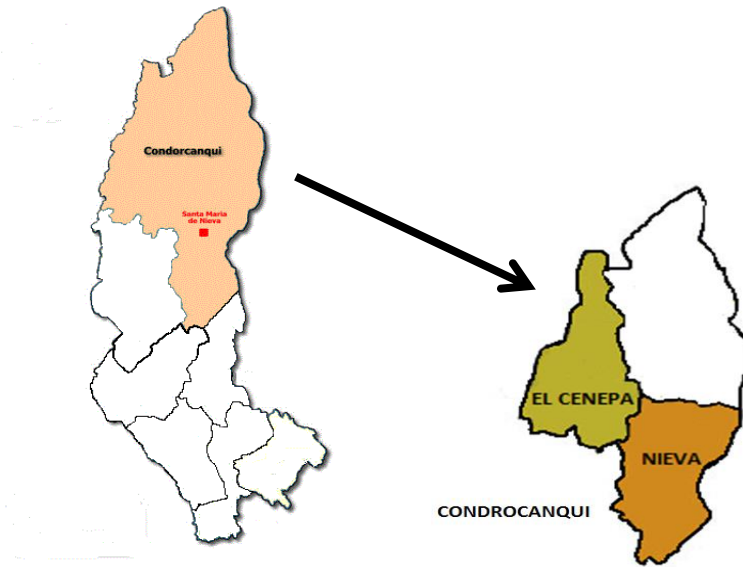 Condorcanqui
Santa Maria
de Nieva
EL CENEPA
NIEVA
CONDROCANQUI